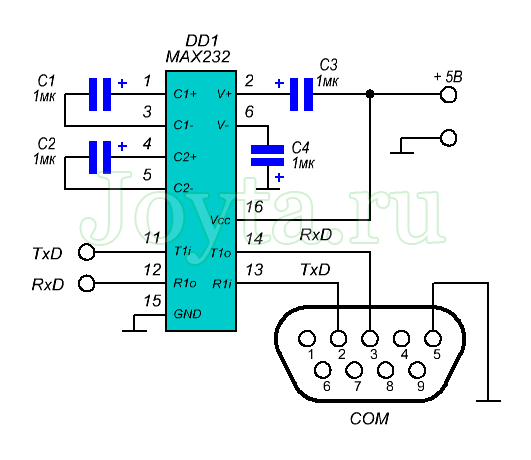 DD1
MAX232
C1
1мк
+
1
C1+
V+
2
+
C3
1мк
+ 5В
3
C1-
V-
6
C2
1мк
+
4
C2+
C4
1мк
+
5
C2-
16
Vcc
RxD
TxD
11
T1i
T1o
14
RxD
12
R1o
R1i
13
TxD
15
GND
1 2 3 4 5
6 7 8 9
COM
Joyta.ru